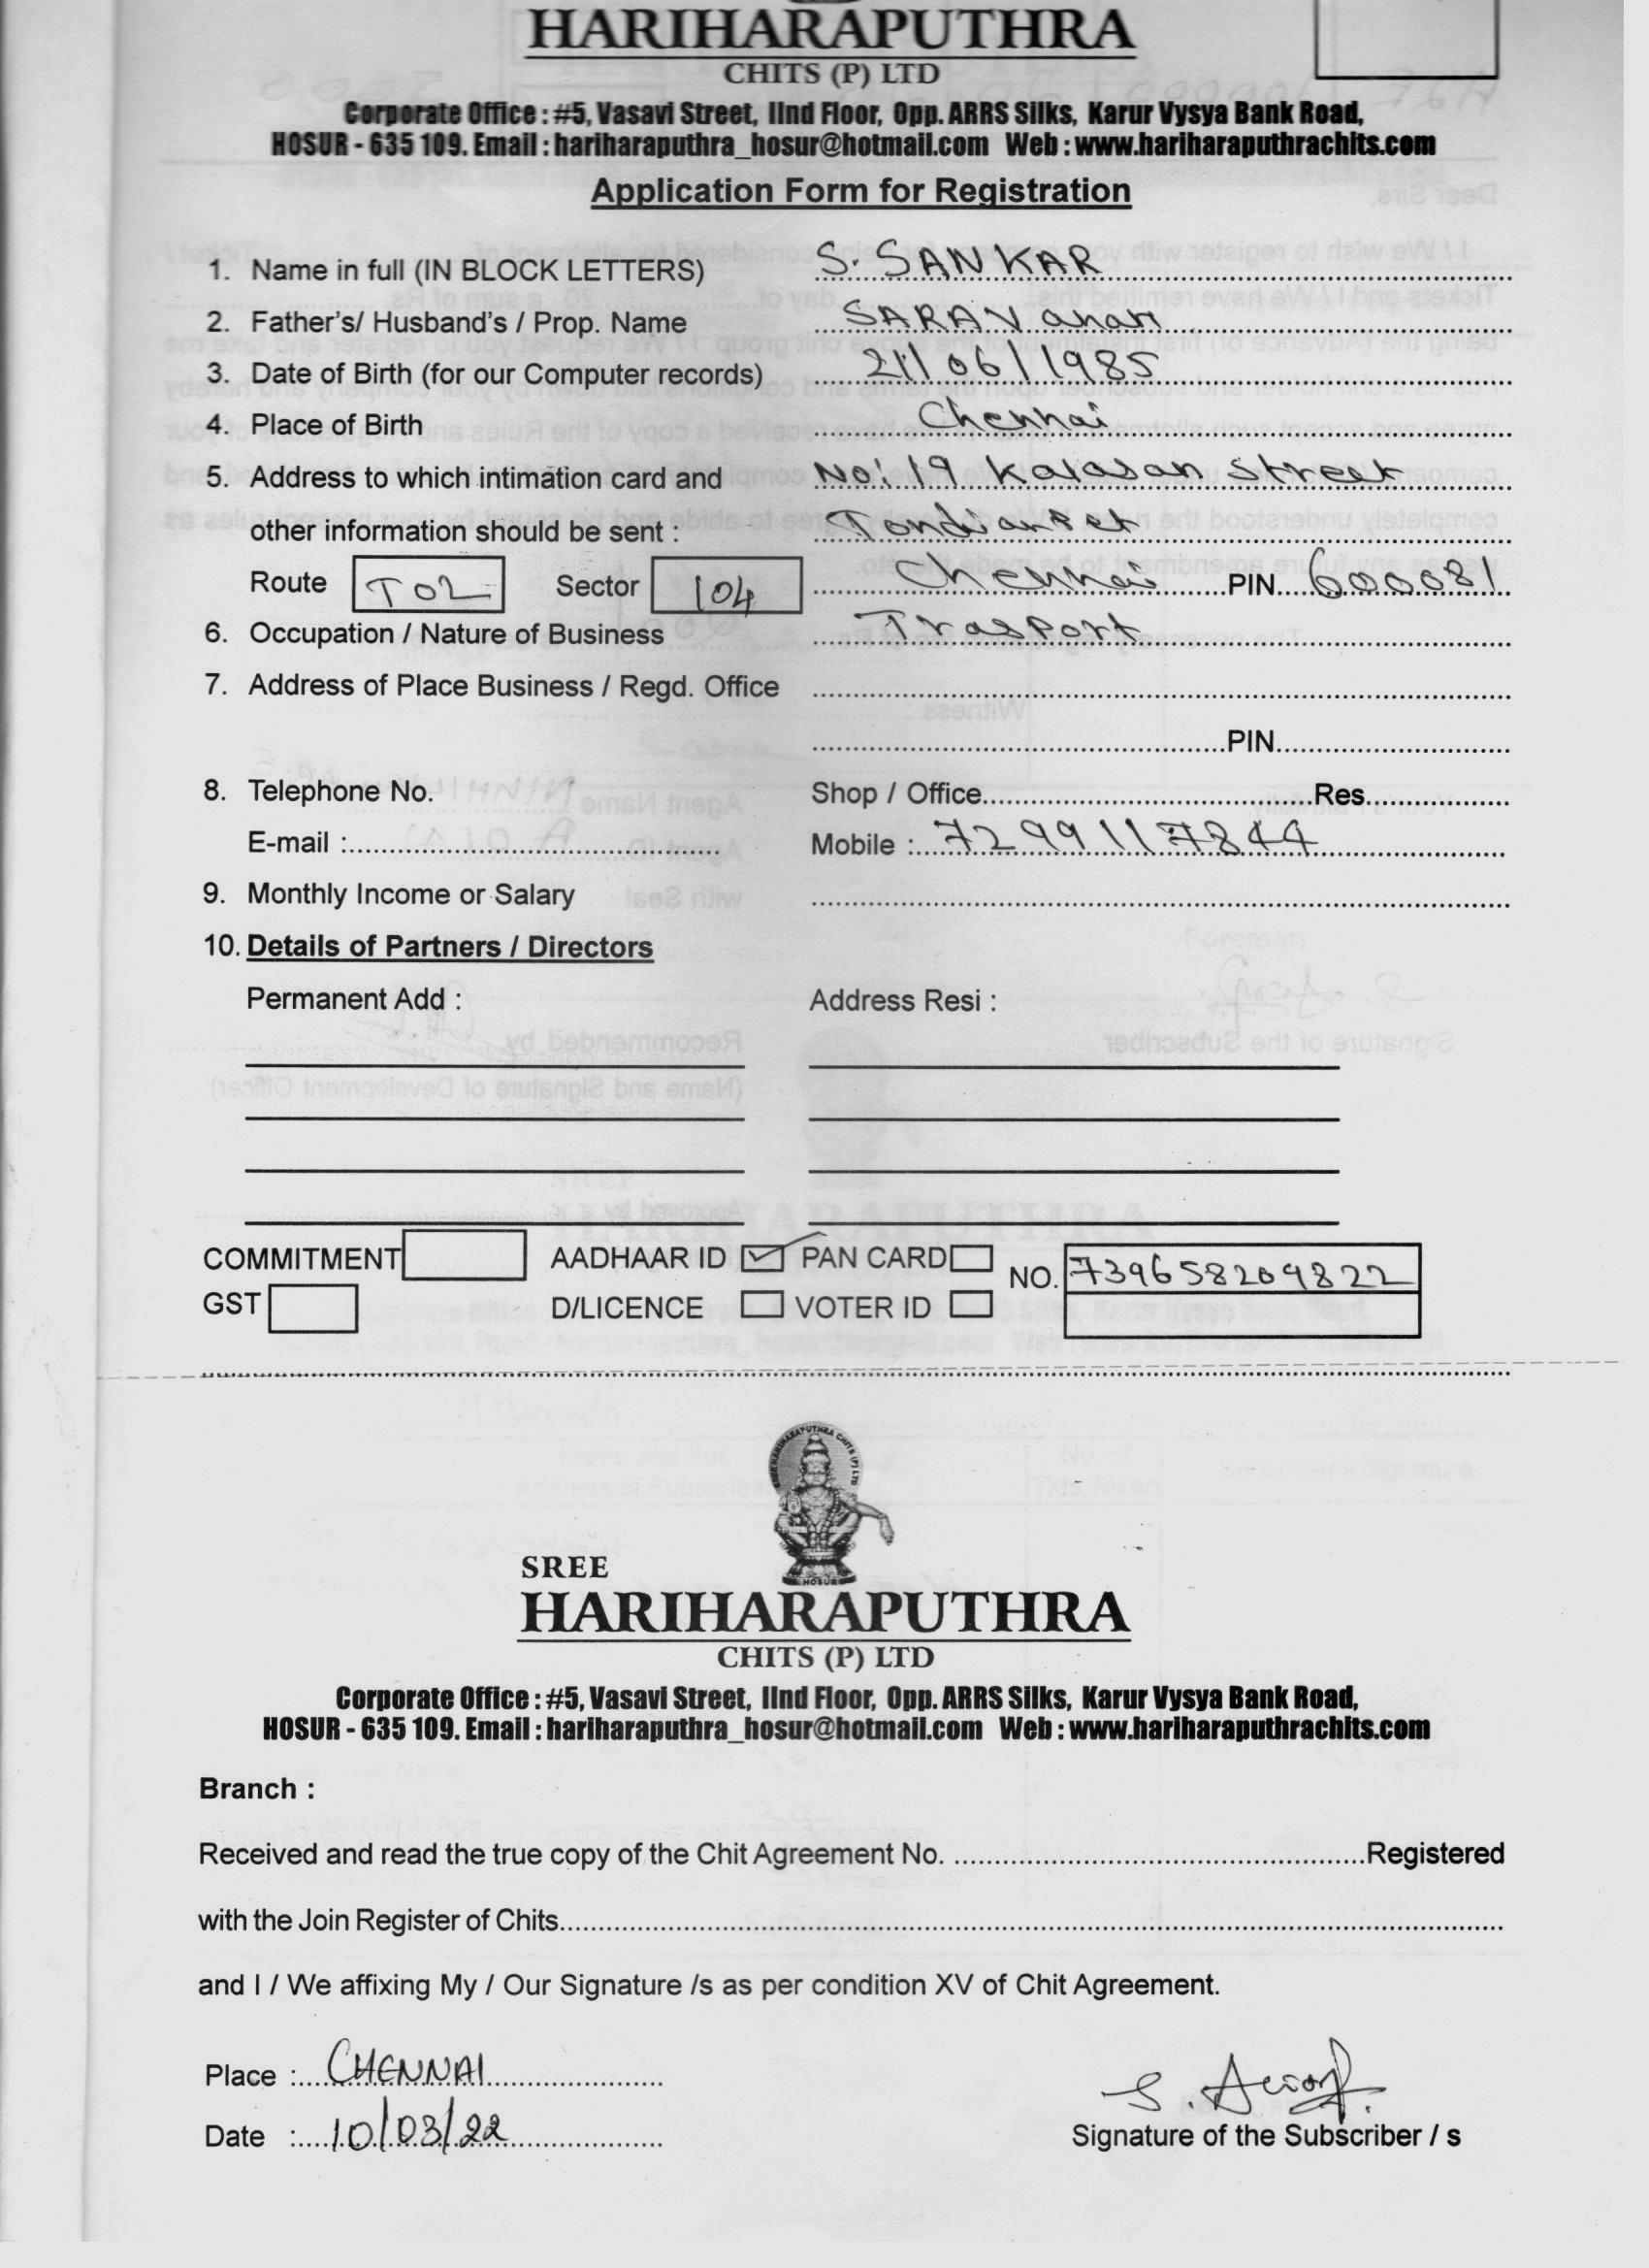 HARIHARAPUTHRA
CHITS (P) LTD
Corporate Office : #5, Vasavi Street, IInd Floor, Opp. ARRS Silks, Karur Vysya Bank Road,
HOSUR - 635 109. Email : hariharaputhra_hosur@hotmail.com Web : www.hariharaputhrachits.com
Application Form for Registration
1. Name in full (IN BLOCK LETTERS) S. SANKAR
2. Father's/ Husband's / Prop. Name SARAVanan
3. Date of Birth (for our Computer records) 21/06/1985
4. Place of Birth Chennai
5. Address to which intimation card and No: 19 Street
other information should be sent : Tondiarpet
Route T02 Sector 104 Chennai PIN 600081
6. Occupation / Nature of Business Trasport
7. Address of Place Business / Regd. Office
PIN
8. Telephone No. Shop / Office Res.
E-mail : Mobile : 7299117844
9. Monthly Income or Salary
10. Details of Partners / Directors
Permanent Add : Address Resi :
COMMITMENT AADHAAR ID PAN CARD NO. 739658209822
GST D/LICENCE VOTER ID
SREE HARIHARAPUTHRA CHITS (P) LTD
HOSUR
SREE
HARIHARAPUTHRA
CHITS (P) LTD
Corporate Office : #5, Vasavi Street, IInd Floor, Opp. ARRS Silks, Karur Vysya Bank Road,
HOSUR - 635 109. Email : hariharaputhra_hosur@hotmail.com Web : www.hariharaputhrachits.com
Branch :
Received and read the true copy of the Chit Agreement No. Registered
with the Join Register of Chits
and I / We affixing My / Our Signature /s as per condition XV of Chit Agreement.
Place : CHENNAI
Date : 10/03/22
Signature of the Subscriber / s